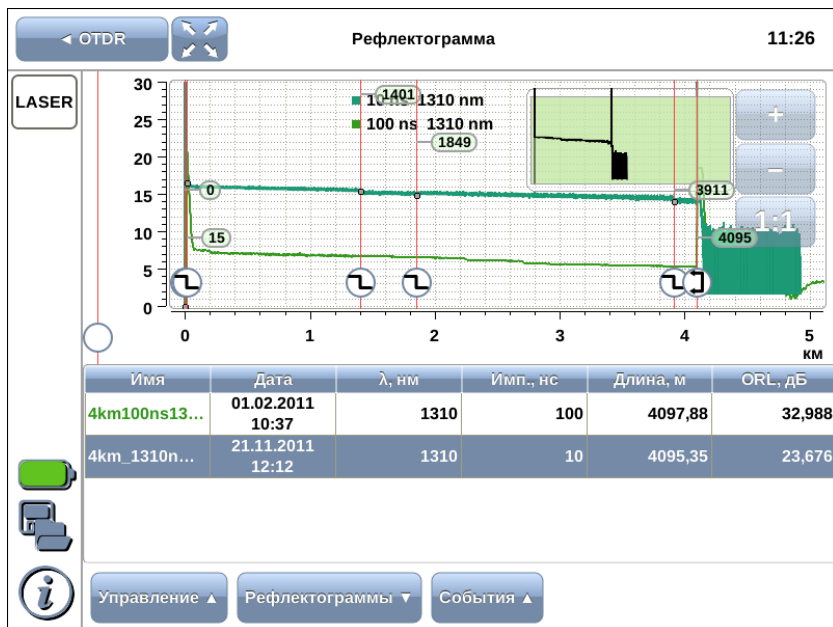 ◄ OTDR
Рефлектограмма
11:26
LASER
30
25
20
15
10
5
0
10 ns 1310 nm
100 ns 1310 nm
1401
1849
0
15
3911
4095
+
−
1:1
0 1 2 3 4 5
км
Имя Дата λ, нм Имп., нс Длина, м ORL, дБ
4km100ns13... 01.02.2011 10:37 1310 100 4097,88 32,988
4km_1310n... 21.11.2011 12:12 1310 10 4095,35 23,676
i
Управление ▲ Рефлектограммы ▼ События ▲